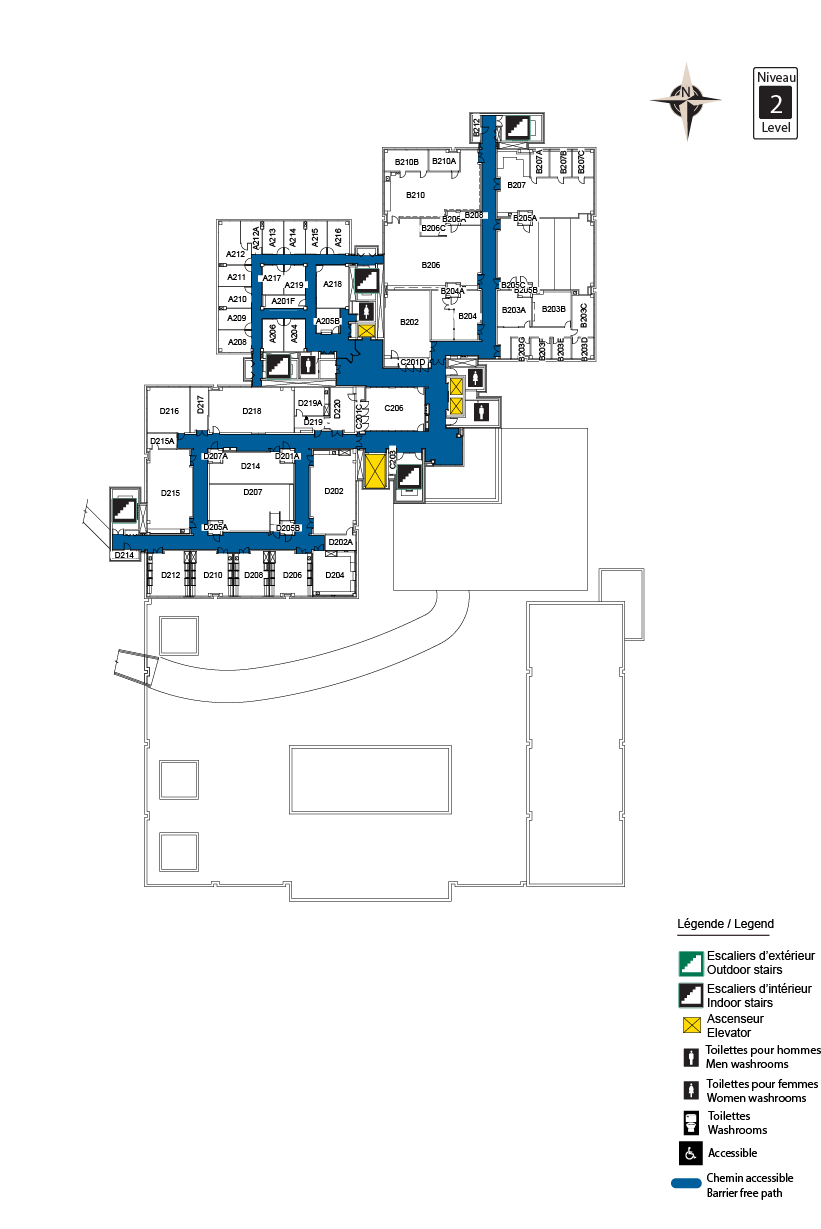 Niveau
2
Level
N
B212
B210B
B210A
B207A
B207B
B207C
B207
B210
B206A
B208
B205A
B206C
A212A
A213
A214
A215
A216
A212
B206
A211
A217
A219
A218
B205C
B205B
B204A
A210
A201F
B203A
B203B
B203C
A209
A205B
B202
B204
A208
A206
A204
B203G
B203F
B203E
B203D
C201D
D216
D217
D218
D219A
D219
D220
C201C
C206
D215A
D207A
D201A
C203
D214
D215
D207
D202
D205A
D205B
D202A
D214
D212
D210
D208
D206
D204
Légende / Legend
Escaliers d'extérieur
Outdoor stairs
Escaliers d'intérieur
Indoor stairs
Ascenseur
Elevator
Toilettes pour hommes
Men washrooms
Toilettes pour femmes
Women washrooms
Toilettes
Washrooms
Accessible
Chemin accessible
Barrier free path